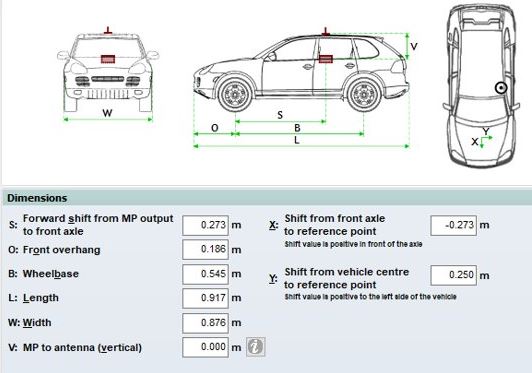 V
W
S
O
B
L
Y
X
Dimensions
S: Forward shift from MP output to front axle 0.273 m
X: Shift from front axle to reference point -0.273 m
Shift value is positive in front of the axle
O: Front overhang 0.186 m
B: Wheelbase 0.545 m
Y: Shift from vehicle centre to reference point 0.250 m
Shift value is positive to the left side of the vehicle
L: Length 0.917 m
W: Width 0.876 m
V: MP to antenna (vertical) 0.000 m i